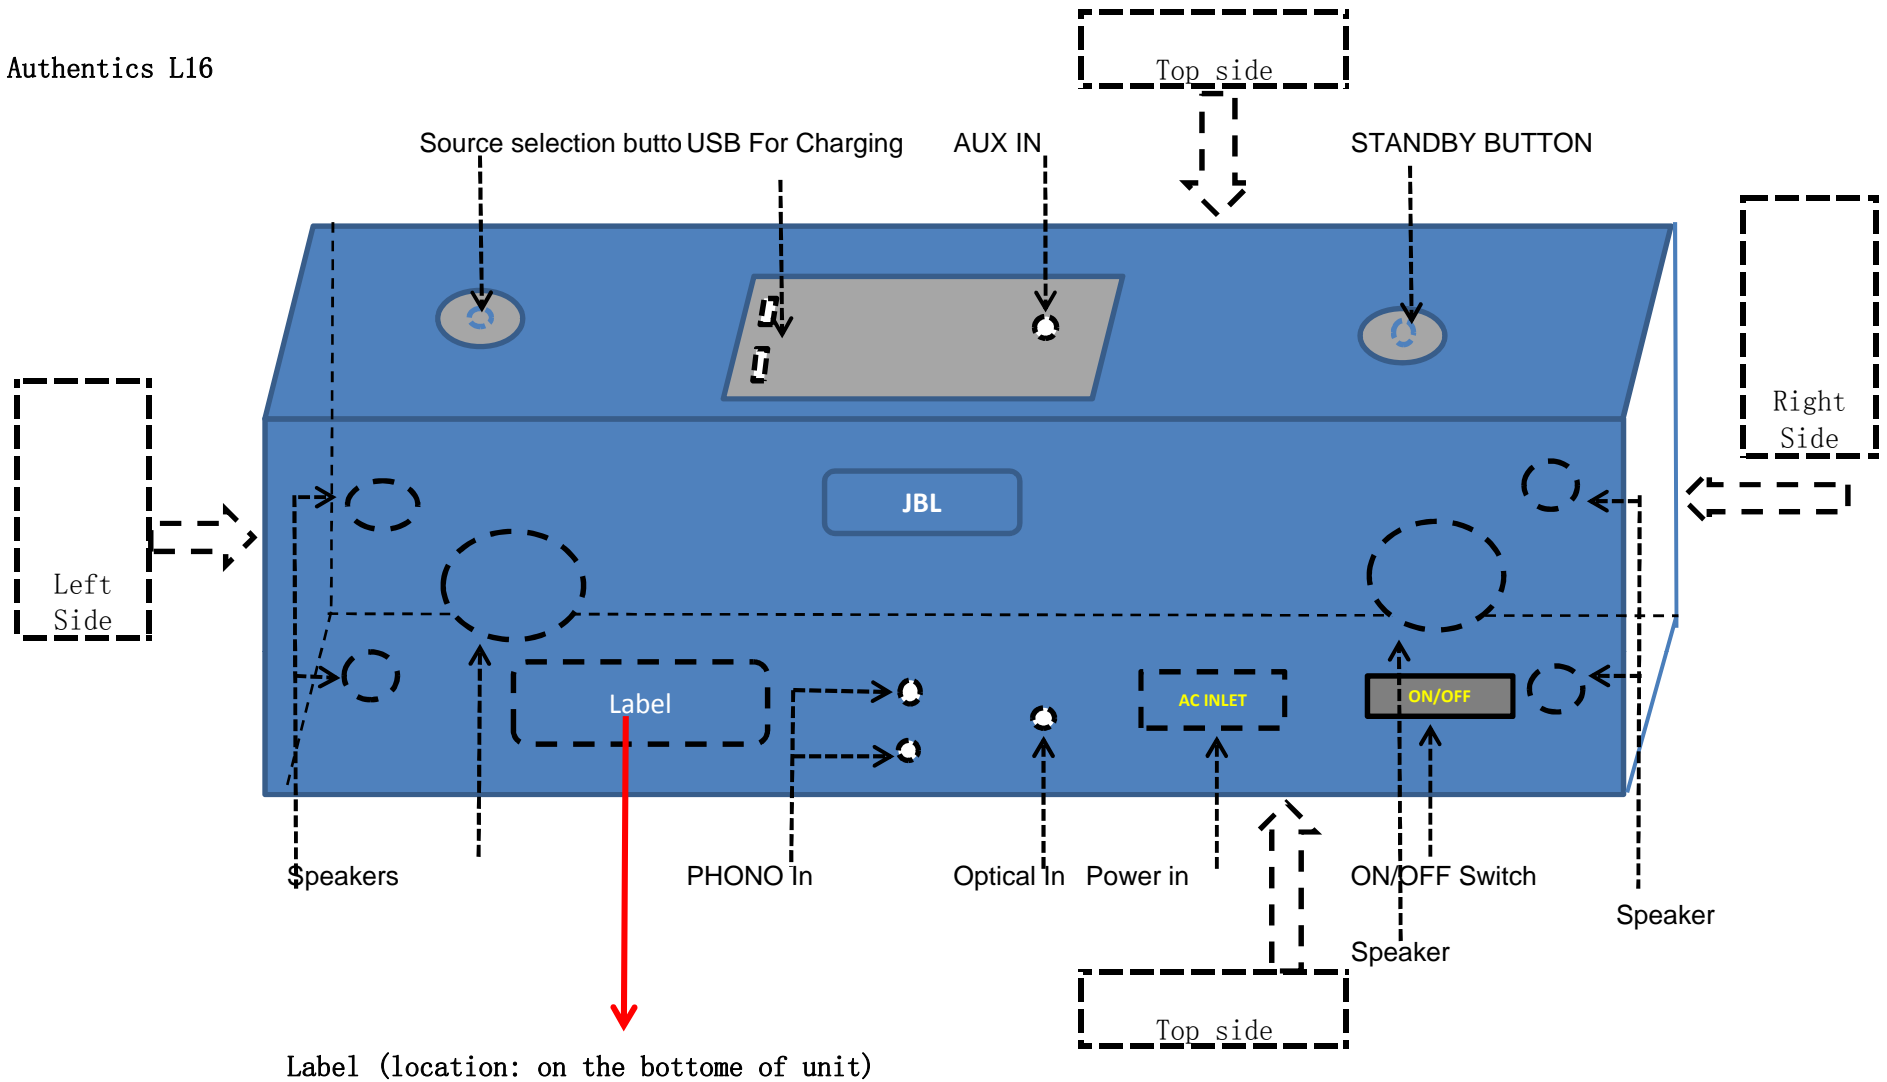 Authentics L16
Top side
Source selection butto
USB For Charging
AUX IN
STANDBY BUTTON
Right
Side
Left
Side
JBL
Label
AC INLET
ON/OFF
Speakers
PHONO In
Optical In
Power in
ON/OFF Switch
Speaker
Speaker
Top side
Label (location: on the bottome of unit)